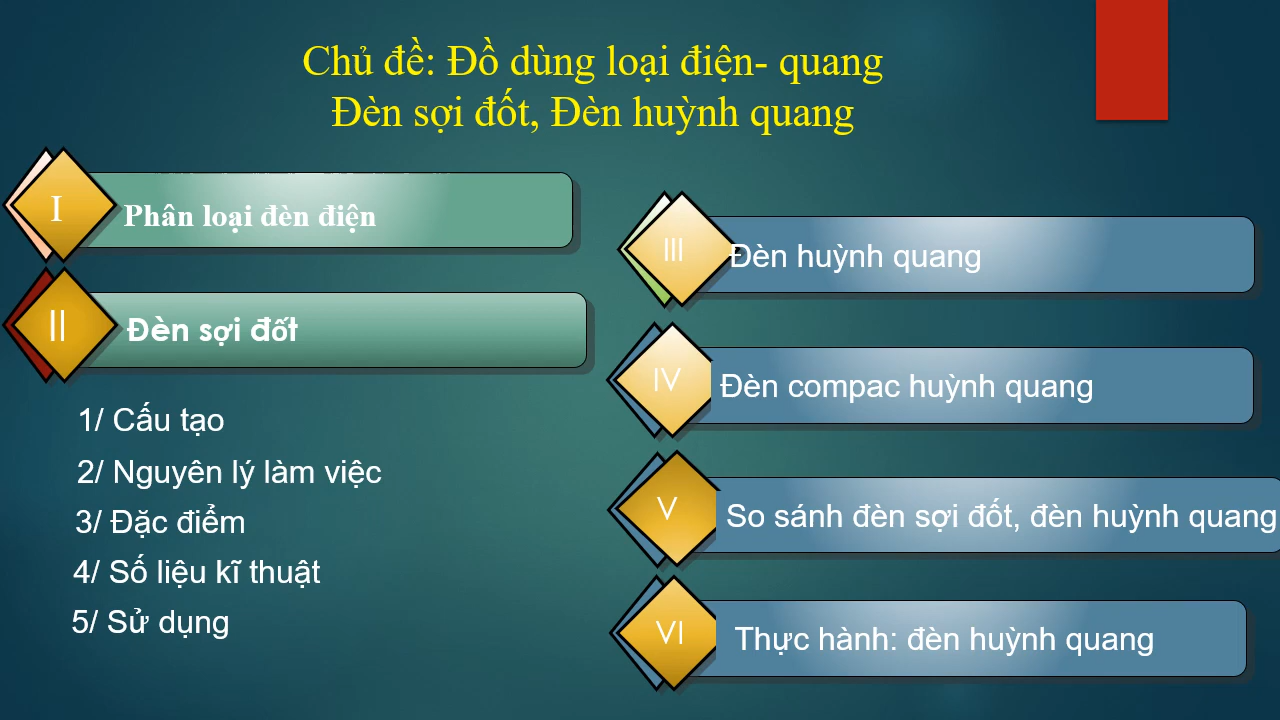 Chủ đề: Đồ dùng loại điện- quang
Đèn sợi đốt, Đèn huỳnh quang
I
Phân loại đèn điện
II
Đèn sợi đốt
1/ Cấu tạo
2/ Nguyên lý làm việc
3/ Đặc điểm
4/ Số liệu kĩ thuật
5/ Sử dụng
III
Đèn huỳnh quang
IV
Đèn compac huỳnh quang
V
So sánh đèn sợi đốt, đèn huỳnh quang
VI
Thực hành: đèn huỳnh quang